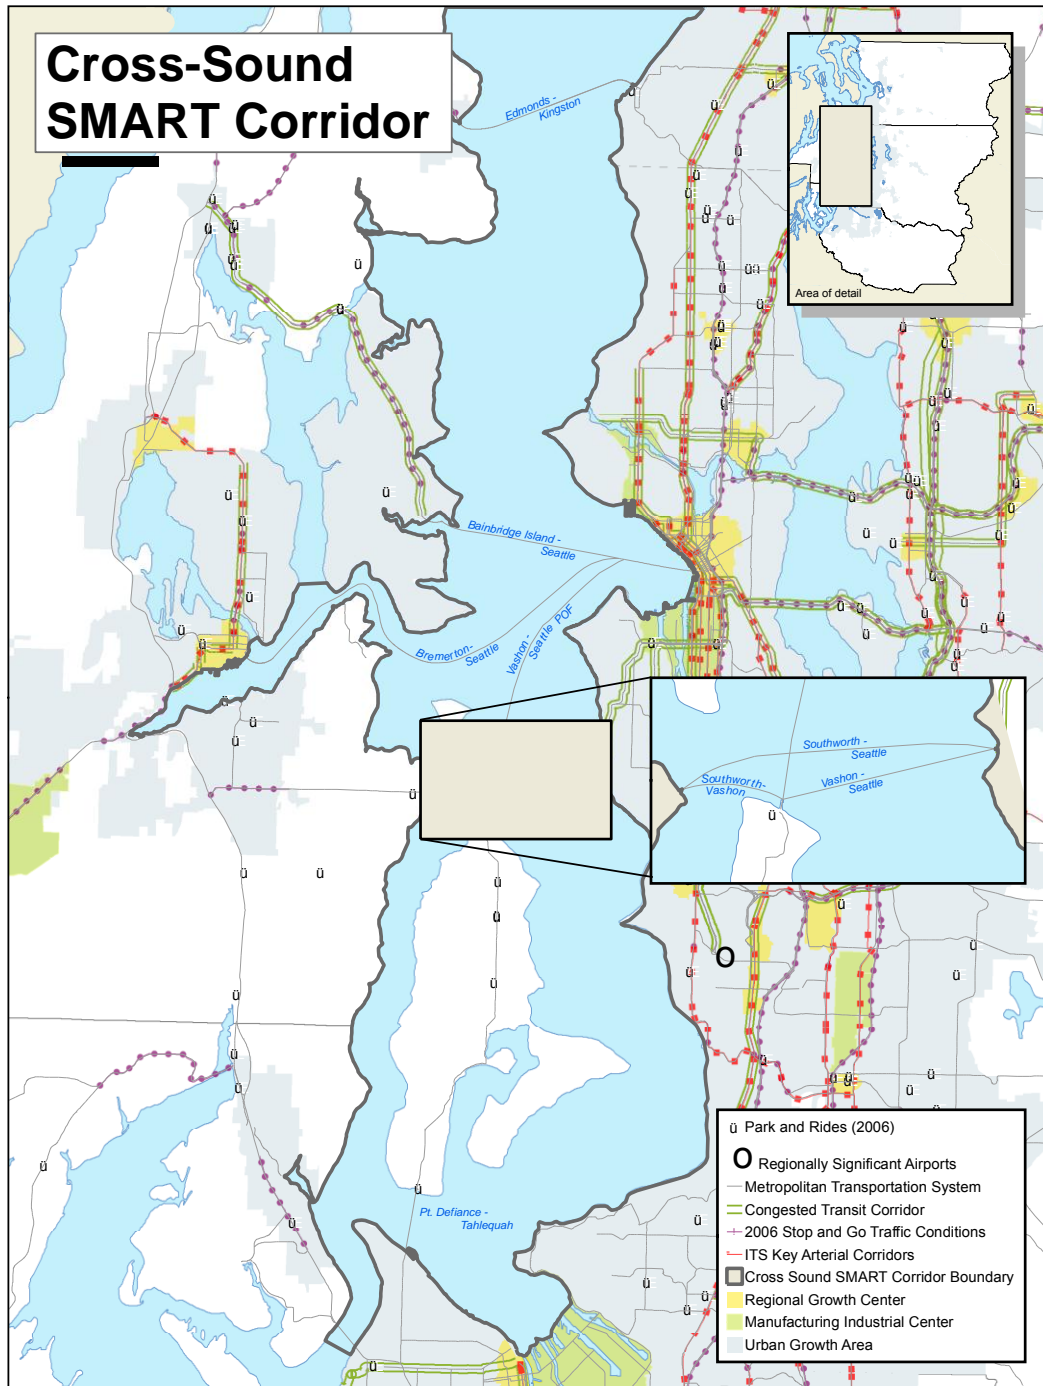 Cross-Sound
SMART Corridor
Edmonds -
Kingston
Area of detail
Bainbridge Island -
Seattle
Bremerton-
Seattle
Vashon -
Seattle POF
Southworth -
Seattle
Southworth-
Vashon
Vashon -
Seattle
Pt. Defiance -
Tahlequah
ü Park and Rides (2006)
O Regionally Significant Airports
Metropolitan Transportation System
Congested Transit Corridor
2006 Stop and Go Traffic Conditions
ITS Key Arterial Corridors
Cross Sound SMART Corridor Boundary
Regional Growth Center
Manufacturing Industrial Center
Urban Growth Area